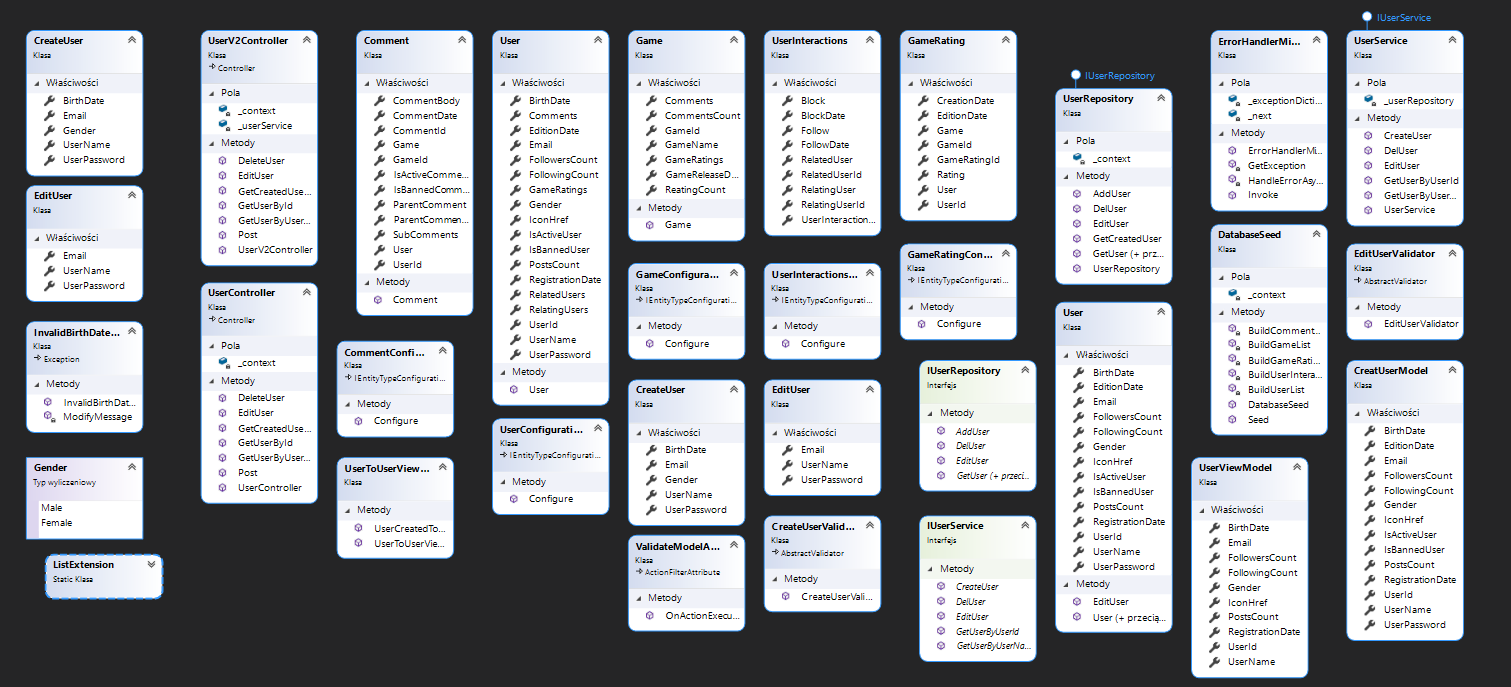 CreateUser
Klasa
Właściwości
BirthDate
Email
Gender
UserName
UserPassword
EditUser
Klasa
Właściwości
Email
UserName
UserPassword
InvalidBirthDate...
Klasa
Exception
Metody
InvalidBirthDat...
ModifyMessage
Gender
Typ wyliczeniowy
Male
Female
ListExtension
Static Klasa
UserV2Controller
Klasa
Controller
Pola
_context
_userService
Metody
DeleteUser
EditUser
GetCreatedUse...
GetUserById
GetUserByUser...
Post
UserV2Controller
UserController
Klasa
Controller
Pola
_context
Metody
DeleteUser
EditUser
GetCreatedUse...
GetUserById
GetUserByUser...
Post
UserController
Comment
Klasa
Właściwości
CommentBody
CommentDate
CommentId
Game
GameId
IsActiveComme...
IsBannedComm...
ParentComment
ParentCommen...
SubComments
User
UserId
Metody
Comment
CommentConfi...
Klasa
IEntityTypeConfigurati...
Metody
Configure
UserToUserView...
Klasa
Metody
UserCreatedTo...
UserToUserVie...
User
Klasa
Właściwości
BirthDate
Comments
EditionDate
Email
FollowersCount
FollowingCount
GameRatings
Gender
IconHref
IsActiveUser
IsBannedUser
PostsCount
RegistrationDate
RelatedUsers
RelatingUsers
UserId
UserName
UserPassword
Metody
User
UserConfigurati...
Klasa
IEntityTypeConfigurati...
Metody
Configure
Game
Klasa
Właściwości
Comments
CommentsCount
GameId
GameName
GameRatings
GameReleaseD...
ReatingCount
Metody
Game
GameConfigura...
Klasa
IEntityTypeConfigurati...
Metody
Configure
CreateUser
Klasa
Właściwości
BirthDate
Email
Gender
UserName
UserPassword
ValidateModelA...
Klasa
ActionFilterAttribute
Metody
OnActionExecu...
UserInteractions
Klasa
Właściwości
Block
BlockDate
Follow
FollowDate
RelatedUser
RelatedUserId
RelatingUser
RelatingUserId
UserInteraction...
UserInteractions...
Klasa
IEntityTypeConfigurati...
Metody
Configure
EditUser
Klasa
Właściwości
Email
UserName
UserPassword
CreateUserValid...
Klasa
AbstractValidator
Metody
CreateUserVali...
GameRating
Klasa
Właściwości
CreationDate
EditionDate
Game
GameId
GameRatingId
Rating
User
UserId
GameRatingCon...
Klasa
IEntityTypeConfigurati...
Metody
Configure
IUserRepository
Interfejs
Metody
AddUser
DelUser
EditUser
GetUser (+ przeci...
IUserService
Interfejs
Metody
CreateUser
DelUser
EditUser
GetUserByUserId
GetUserByUserNa...
IUserRepository
UserRepository
Klasa
Pola
_context
Metody
AddUser
DelUser
EditUser
GetCreatedUser
GetUser (+ prz...
UserRepository
User
Klasa
Właściwości
BirthDate
EditionDate
Email
FollowersCount
FollowingCount
Gender
IconHref
IsActiveUser
IsBannedUser
PostsCount
RegistrationDate
UserId
UserName
UserPassword
Metody
EditUser
User (+ przecią...
ErrorHandlerMi...
Klasa
Pola
_exceptionDicti...
_next
Metody
ErrorHandlerMi...
GetException
HandleErrorAsy...
Invoke
DatabaseSeed
Klasa
Pola
_context
Metody
BuildComment...
BuildGameList
BuildGameRati...
BuildUserIntera...
BuildUserList
DatabaseSeed
Seed
UserViewModel
Klasa
Właściwości
BirthDate
Email
FollowersCount
FollowingCount
Gender
IconHref
PostsCount
RegistrationDate
UserId
UserName
IUserService
UserService
Klasa
Pola
_userRepository
Metody
CreateUser
DelUser
EditUser
GetUserByUserId
GetUserByUser...
UserService
EditUserValidator
Klasa
AbstractValidator
Metody
EditUserValidator
CreatUserModel
Klasa
Właściwości
BirthDate
EditionDate
Email
FollowersCount
FollowingCount
Gender
IconHref
IsActiveUser
IsBannedUser
PostsCount
RegistrationDate
UserId
UserName
UserPassword